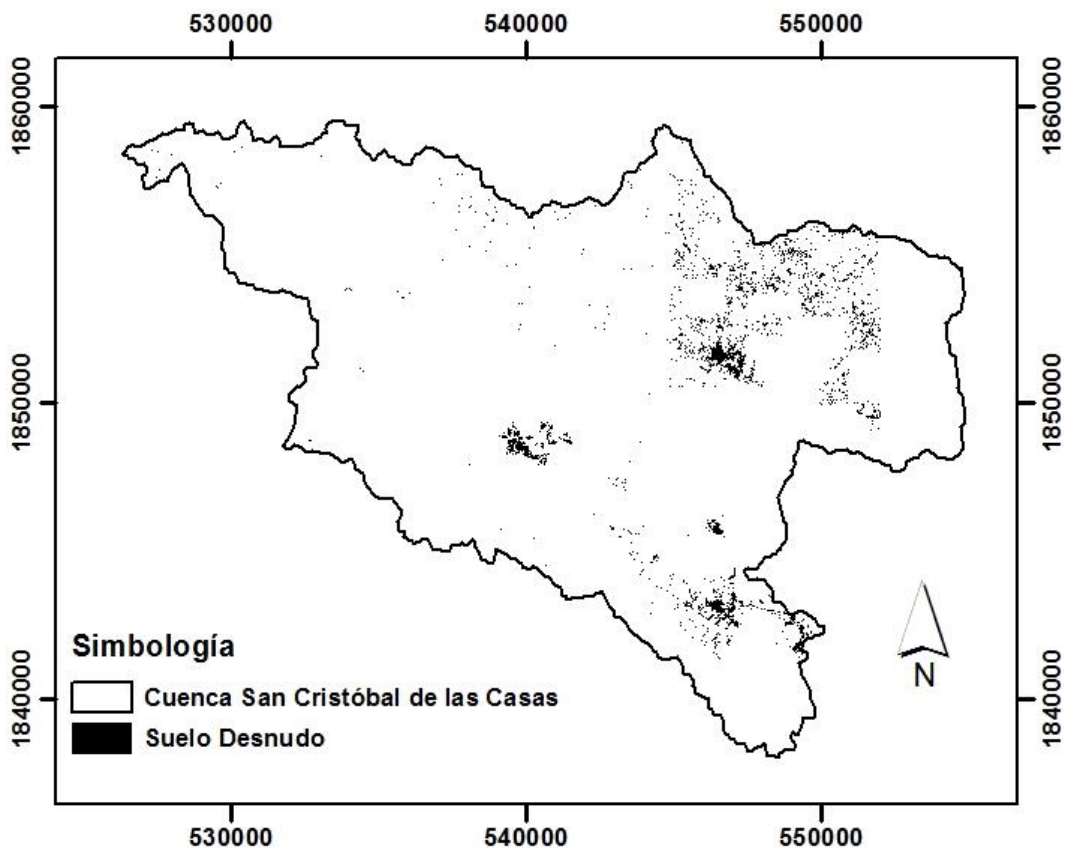 530000 540000 550000
1860000 1860000
1850000 1850000
Simbología
N
Cuenca San Cristóbal de las Casas
1840000 1840000
Suelo Desnudo
530000 540000 550000